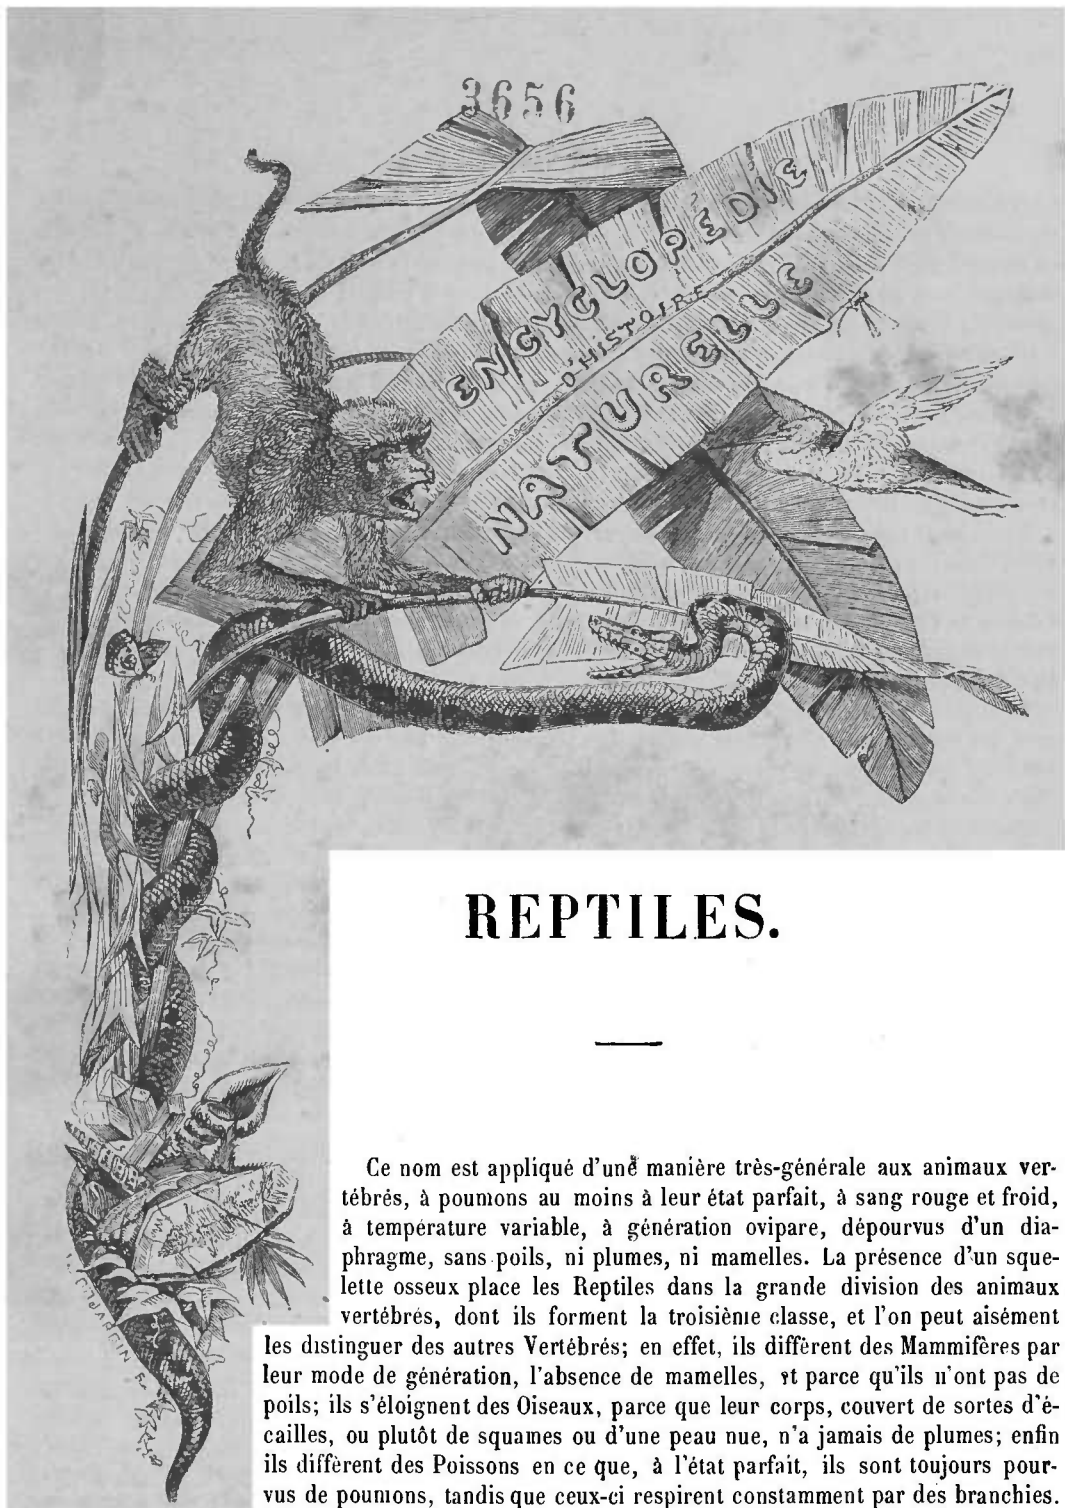 3656
ENCYCLOPÉDIE
D'HISTOIRE
NATURELLE
REPTILES.
Ce nom est appliqué d'une manière très-générale aux animaux ver-
tébrés, à poumons au moins à leur état parfait, à sang rouge et froid,
à température variable, à génération ovipare, dépourvus d'un dia-
phragme, sans poils, ni plumes, ni mamelles. La présence d'un sque-
lette osseux place les Reptiles dans la grande division des animaux
vertébrés, dont ils forment la troisième classe, et l'on peut aisément
les distinguer des autres Vertébrés; en effet, ils diffèrent des Mammifères par
leur mode de génération, l'absence de mamelles, et parce qu'ils n'ont pas de
poils; ils s'éloignent des Oiseaux, parce que leur corps, couvert de sortes d'é-
cailles, ou plutôt de squames ou d'une peau nue, n'a jamais de plumes; enfin
ils diffèrent des Poissons en ce que, à l'état parfait, ils sont toujours pour-
vus de poumons, tandis que ceux-ci respirent constamment par des branchies.